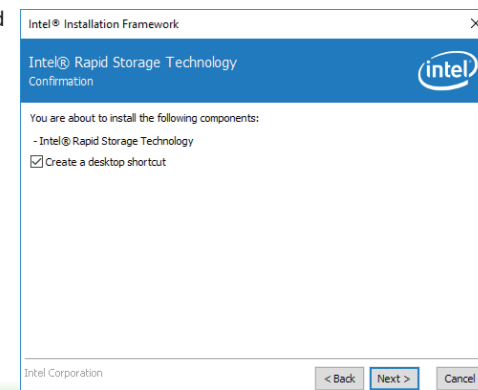 Intel® Installation Framework
Intel® Rapid Storage Technology
Confirmation
intel
You are about to install the following components:
- Intel® Rapid Storage Technology
Create a desktop shortcut
Intel Corporation
< Back Next > Cancel